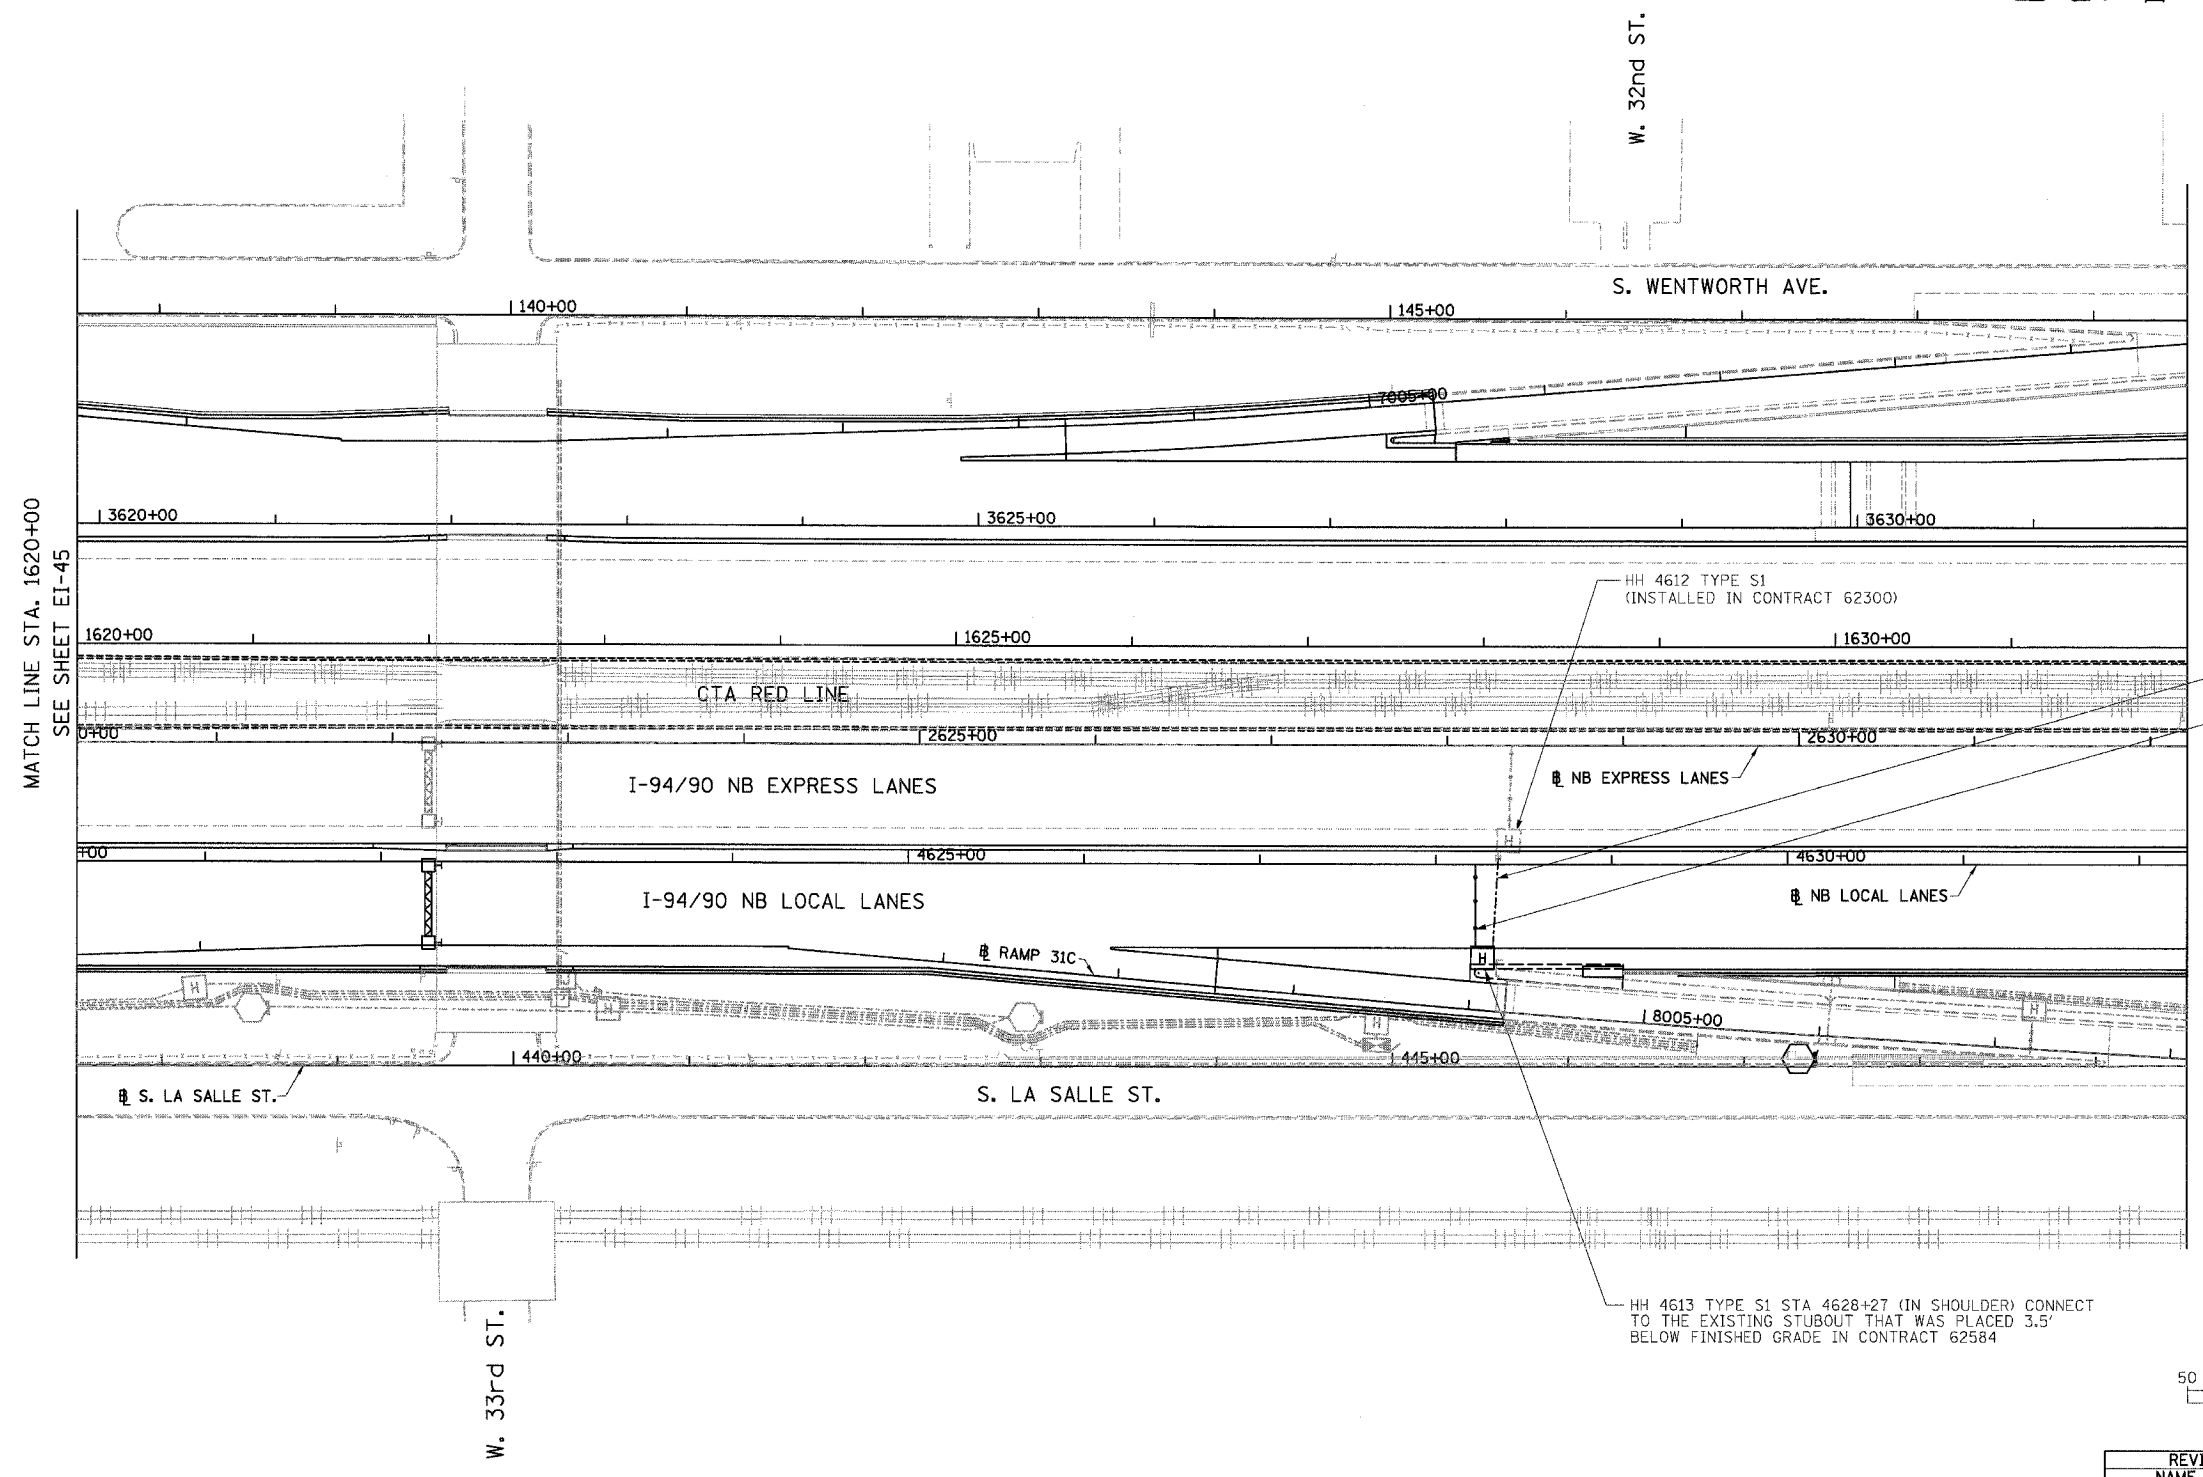 W. 32nd ST.
S. WENTWORTH AVE.
140+00
145+00
7005+00
MATCH LINE STA. 1620+00
SEE SHEET EI-45
3620+00
3625+00
3630+00
HH 4612 TYPE S1
(INSTALLED IN CONTRACT 62300)
1620+00
1625+00
1630+00
CTA RED LINE
0+00
2625+00
2630+00
I-94/90 NB EXPRESS LANES
℄ NB EXPRESS LANES
H
+00
4625+00
4630+00
I-94/90 NB LOCAL LANES
℄ NB LOCAL LANES
℄ RAMP 31C
H
H
H
H
H
H
H
8005+00
440+00
445+00
℄ S. LA SALLE ST.
S. LA SALLE ST.
HH 4613 TYPE S1 STA 4628+27 (IN SHOULDER) CONNECT
TO THE EXISTING STUBOUT THAT WAS PLACED 3.5'
BELOW FINISHED GRADE IN CONTRACT 62584
W. 33rd ST.
50